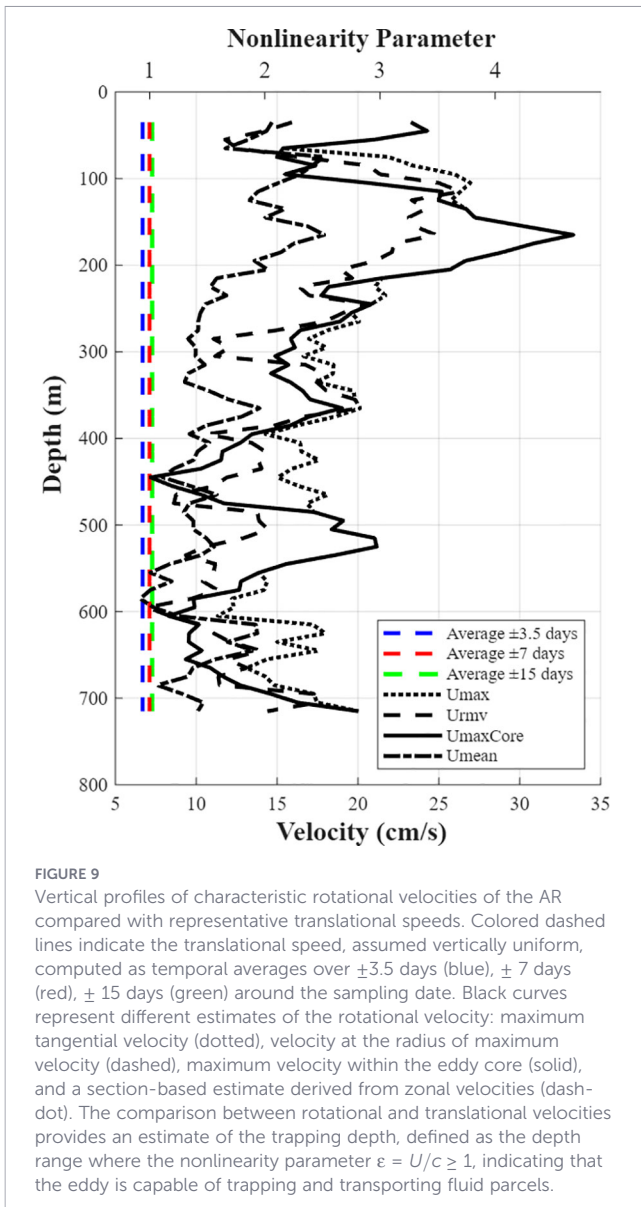 Nonlinearity Parameter
1 2 3 4
0
100
200
300
400
500
600
700
800
Depth (m)
Average ±3.5 days
Average ±7 days
Average ±15 days
Umax
Urmv
UmaxCore
Umean
5 10 15 20 25 30 35
Velocity (cm/s)
FIGURE 9
Vertical profiles of characteristic rotational velocities of the AR
compared with representative translational speeds. Colored dashed
lines indicate the translational speed, assumed vertically uniform,
computed as temporal averages over ±3.5 days (blue), ± 7 days
(red), ± 15 days (green) around the sampling date. Black curves
represent different estimates of the rotational velocity: maximum
tangential velocity (dotted), velocity at the radius of maximum
velocity (dashed), maximum velocity within the eddy core (solid),
and a section-based estimate derived from zonal velocities (dash-
dot). The comparison between rotational and translational velocities
provides an estimate of the trapping depth, defined as the depth
range where the nonlinearity parameter ε = U/c ≥ 1, indicating that
the eddy is capable of trapping and transporting fluid parcels.